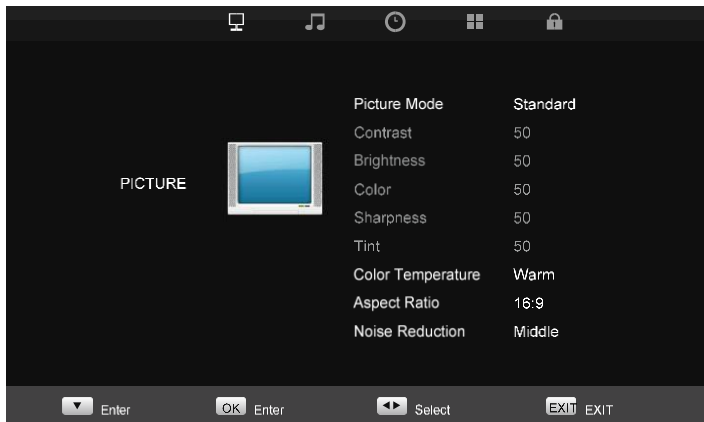 Picture Mode Standard
Contrast 50
Brightness 50
PICTURE
Color 50
Sharpness 50
Tint 50
Color Temperature Warm
Aspect Ratio 16:9
Noise Reduction Middle
Enter OK Enter Select EXIT EXIT